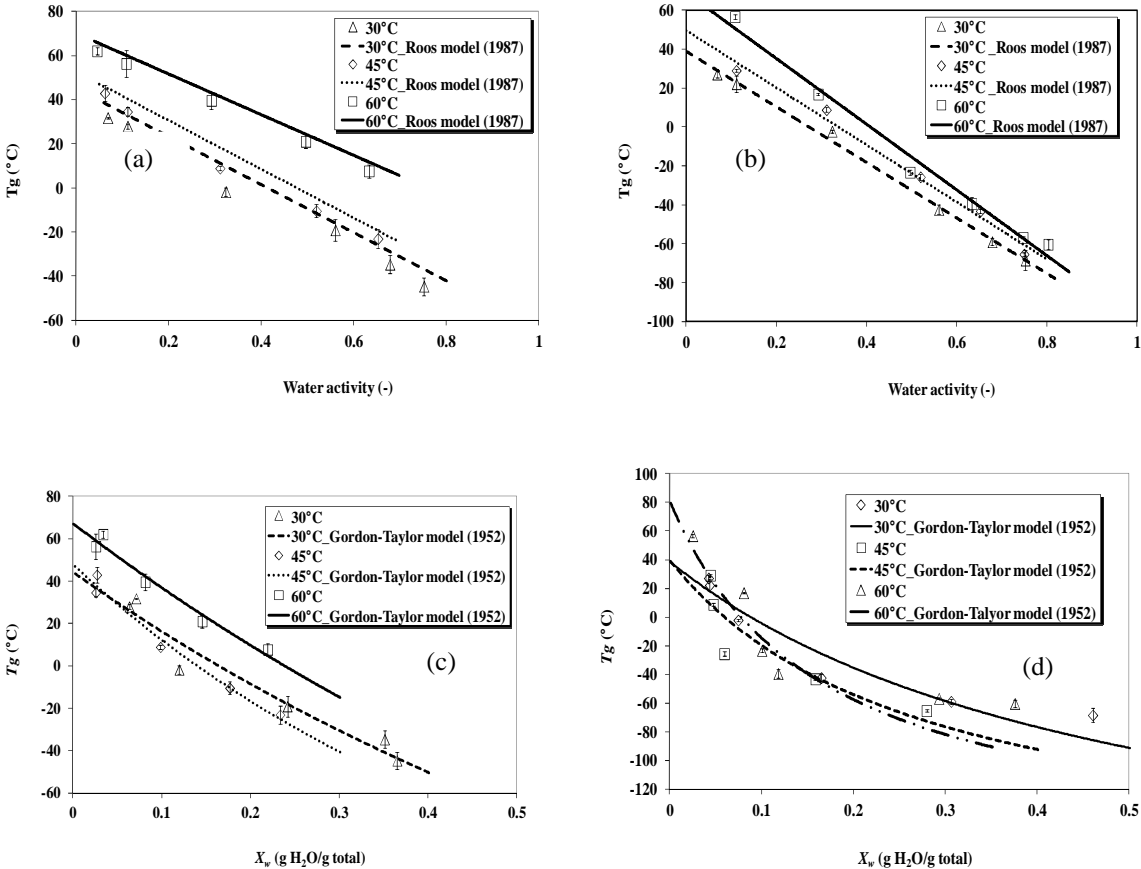 80
60
40
20
0
-20
-40
-60
Tg (°C)
0 0.2 0.4 0.6 0.8 1
Water activity (-)
(a)
30°C
30°C_Roos model (1987)
45°C
45°C_Roos model (1987)
60°C
60°C_Roos model (1987)
60
40
20
0
-20
-40
-60
-80
-100
Tg (°C)
0 0.2 0.4 0.6 0.8 1
Water activity (-)
(b)
30°C
30°C_Roos model (1987)
45°C
45°C_Roos model (1987)
60°C
60°C_Roos model (1987)
80
60
40
20
0
-20
-40
-60
Tg (°C)
0 0.1 0.2 0.3 0.4 0.5
Xw (g H2O/g total)
(c)
30°C
30°C_Gordon-Taylor model (1952)
45°C
45°C_Gordon-Taylor model (1952)
60°C
60°C_Gordon-Taylor model (1952)
100
80
60
40
20
0
-20
-40
-60
-80
-100
-120
Tg (°C)
0 0.1 0.2 0.3 0.4 0.5
Xw (g H2O/g total)
(d)
30°C
30°C_Gordon-Taylor model (1952)
45°C
45°C_Gordon-Taylor model (1952)
60°C
60°C_Gordon-Talyor model (1952)